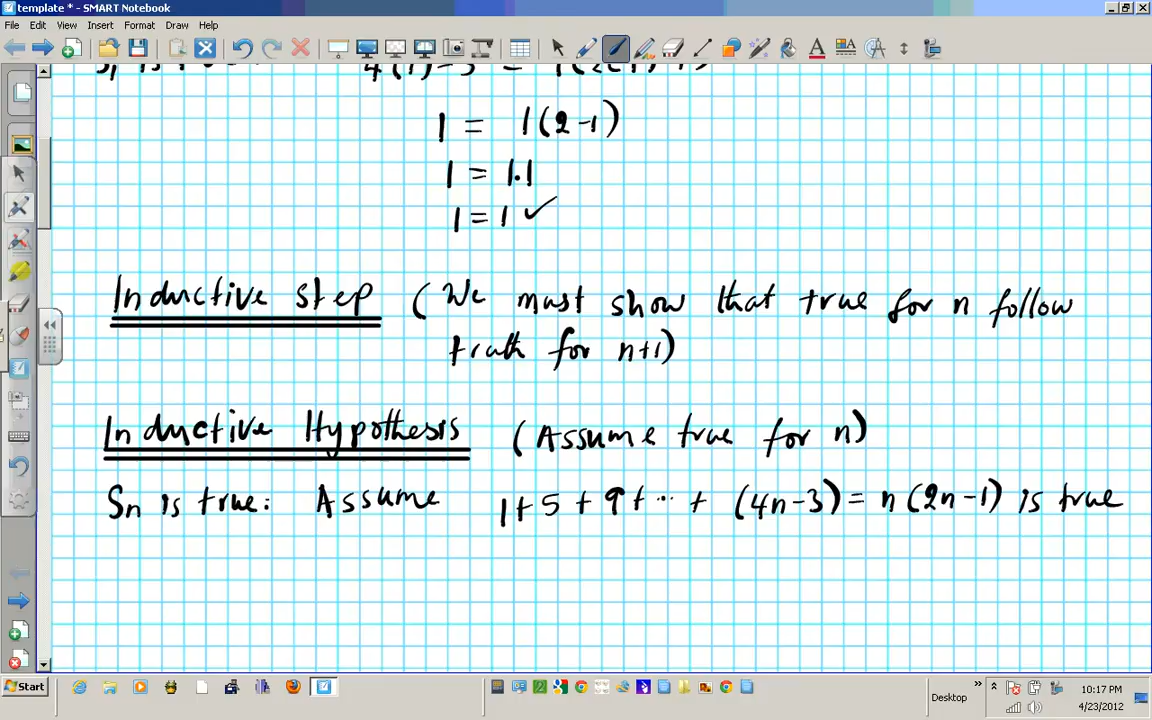 template * - SMART Notebook
File Edit View Insert Format Draw Help
1 = 1(2-1)
1 = 1.1
1 = 1 ✓
Inductive Step (We must show that true for n follow
truth for n+1)
Inductive Hypothesis (Assume true for n)
Sn is true: Assume 1+5+9+...+ (4n-3) = n(2n-1) is true
Start
Desktop
»
10:17 PM
4/23/2012